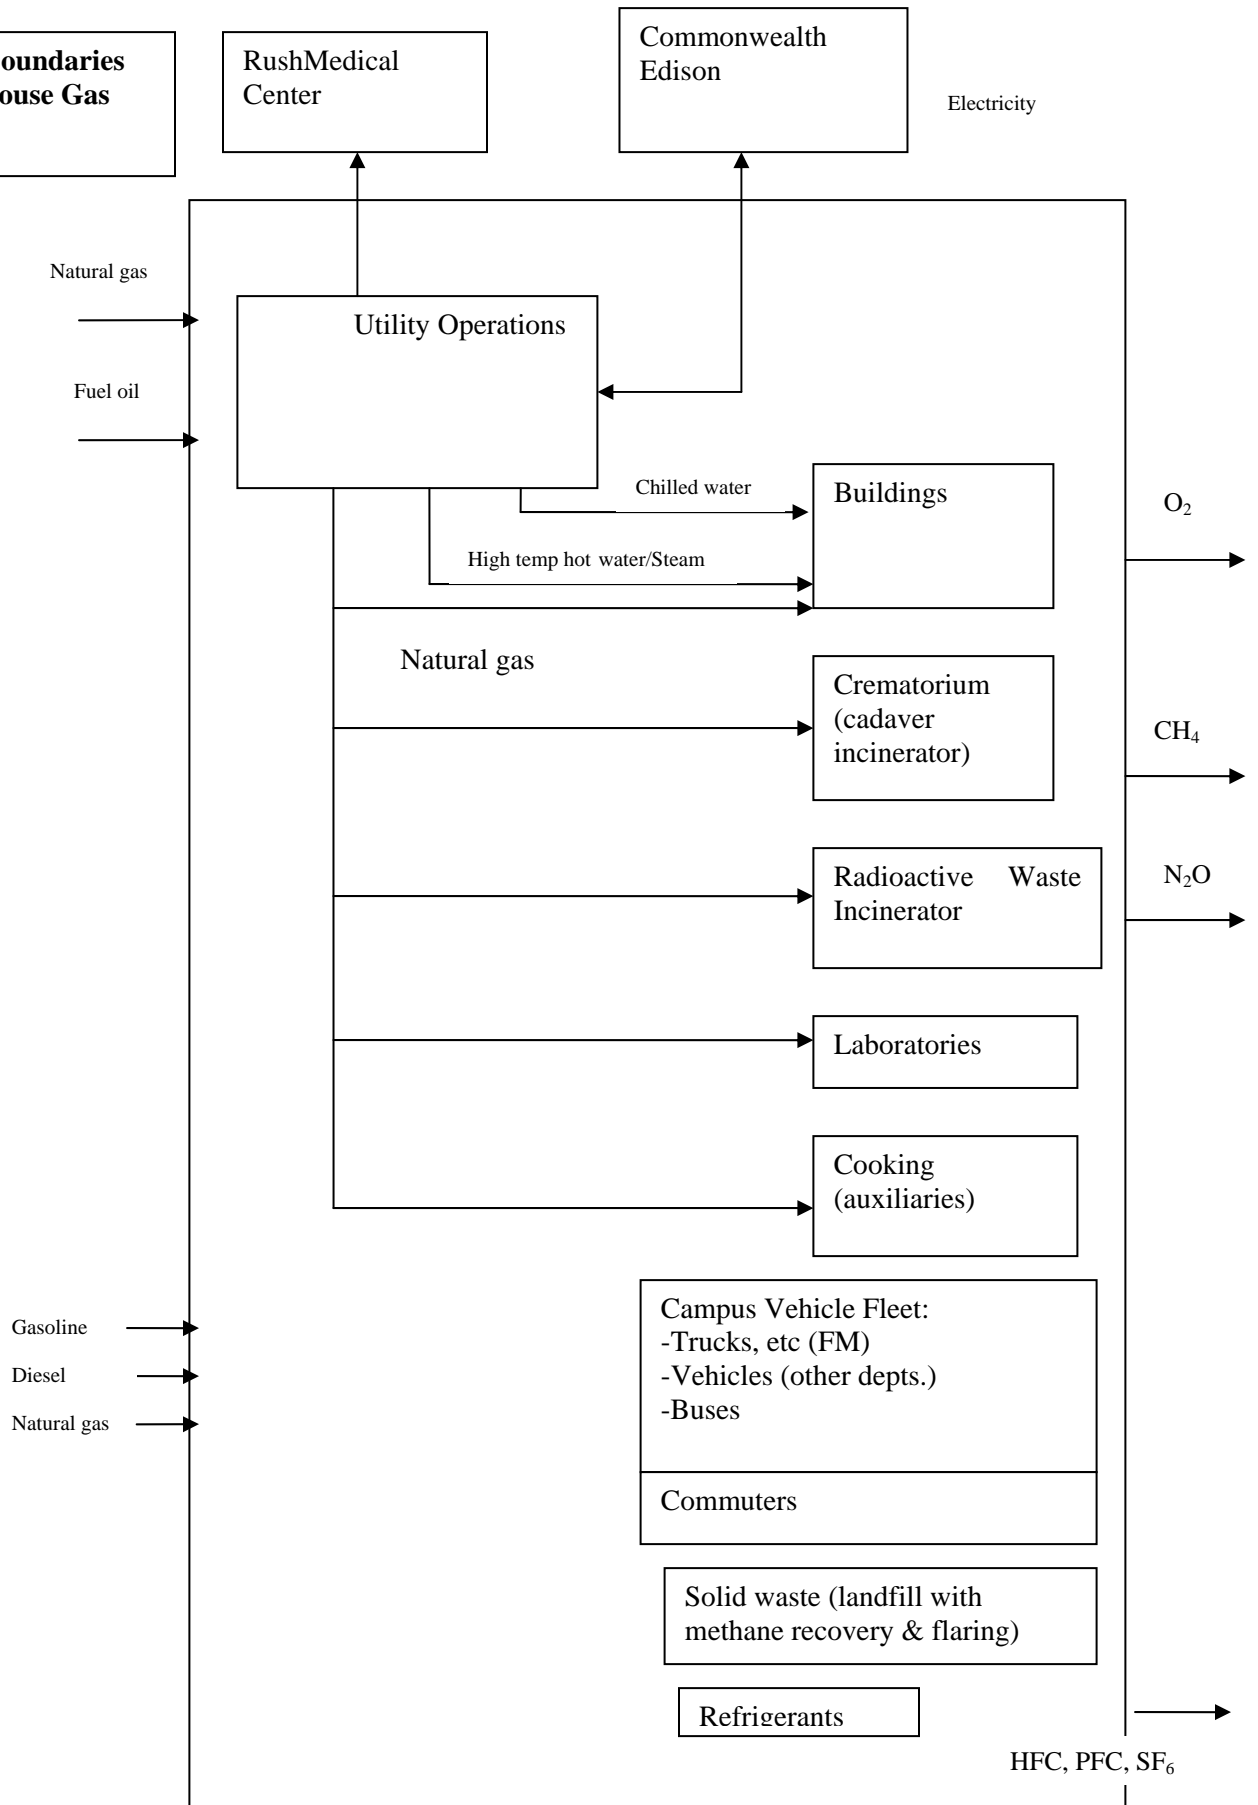 oundaries
ouse Gas
RushMedical
Center
Commonwealth
Edison
Electricity
Natural gas
Fuel oil
Utility Operations
Chilled water
High temp hot water/Steam
Natural gas
Buildings
O₂
Crematorium
(cadaver
incinerator)
CH₄
Radioactive Waste
Incinerator
N₂O
Laboratories
Cooking
(auxiliaries)
Gasoline
Diesel
Natural gas
Campus Vehicle Fleet:
-Trucks, etc (FM)
-Vehicles (other depts.)
-Buses
Commuters
Solid waste (landfill with
methane recovery & flaring)
Refrigerants
HFC, PFC, SF₆